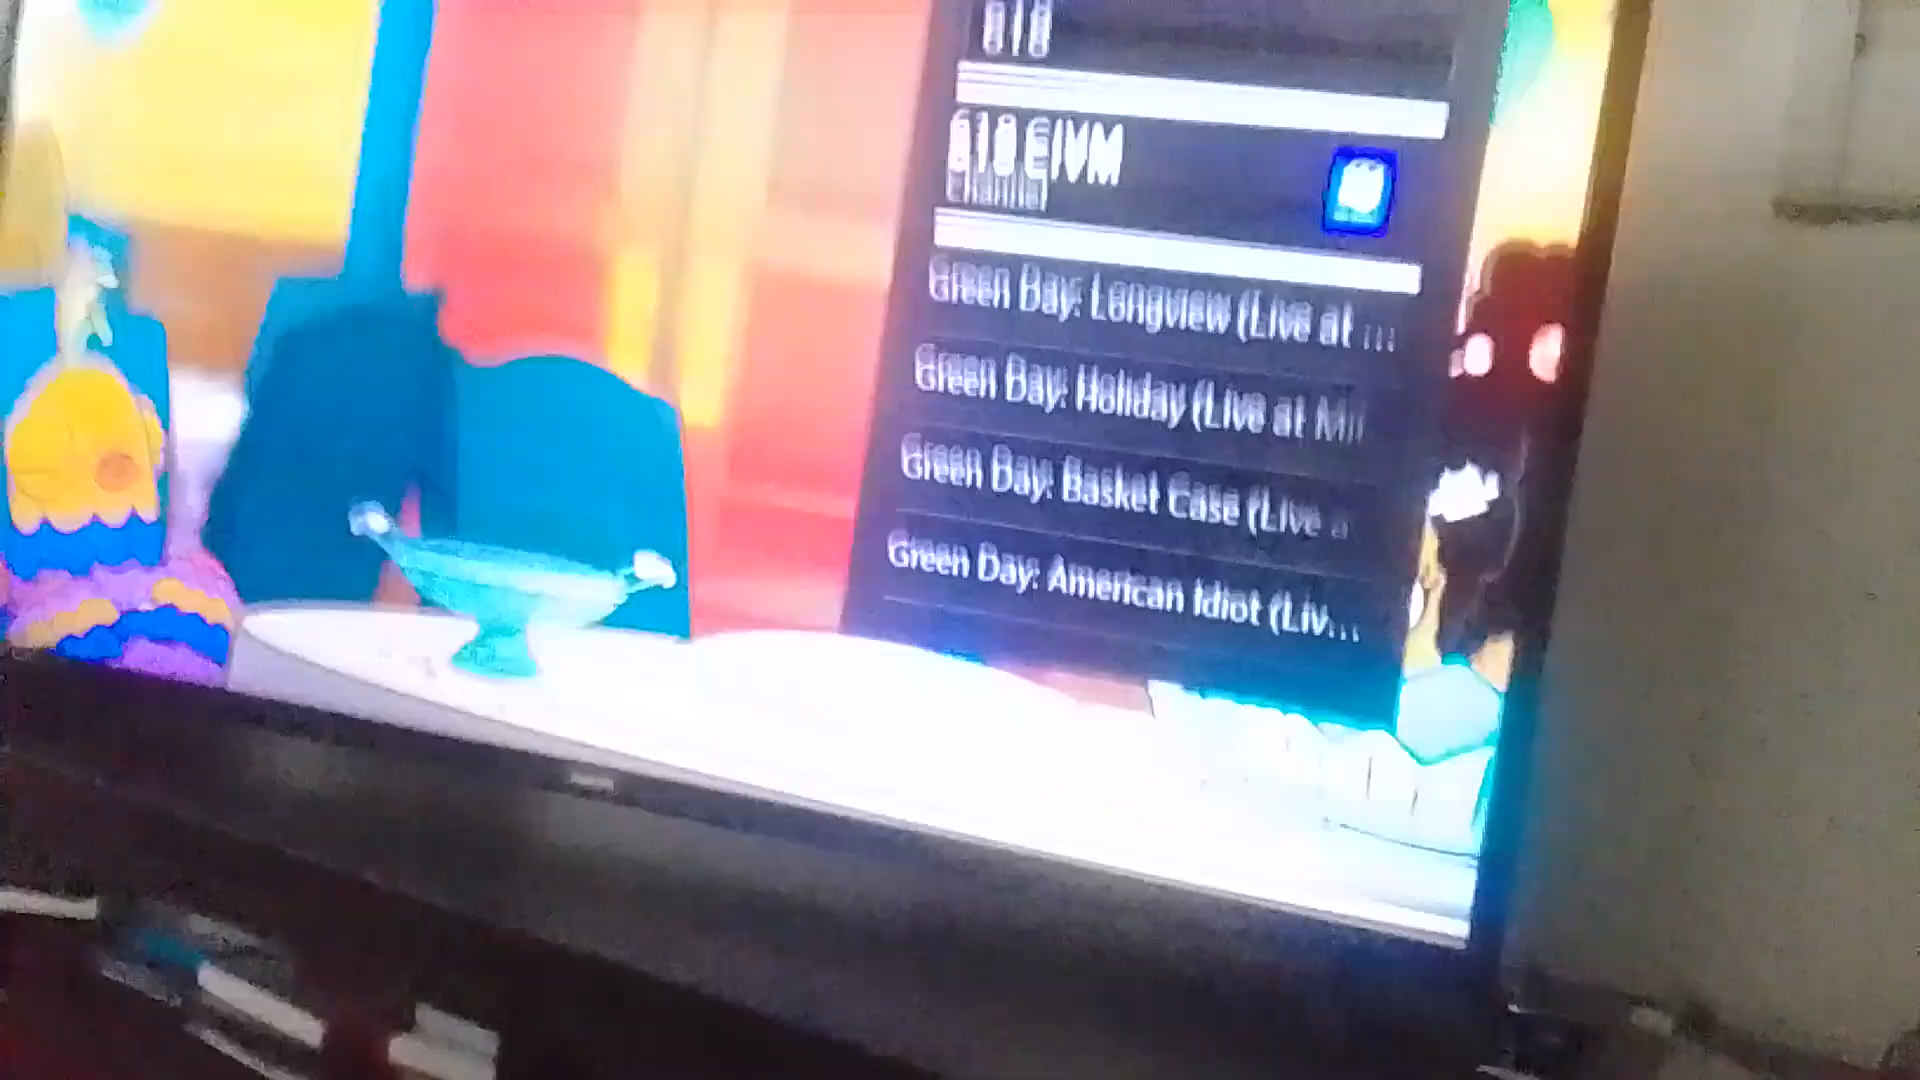 618
618 EIVM
Channel
Green Day: Longview (Live at ...
Green Day: Holiday (Live at
Green Day: Basket Case (Live a
Green Day: American Idiot (Liv...